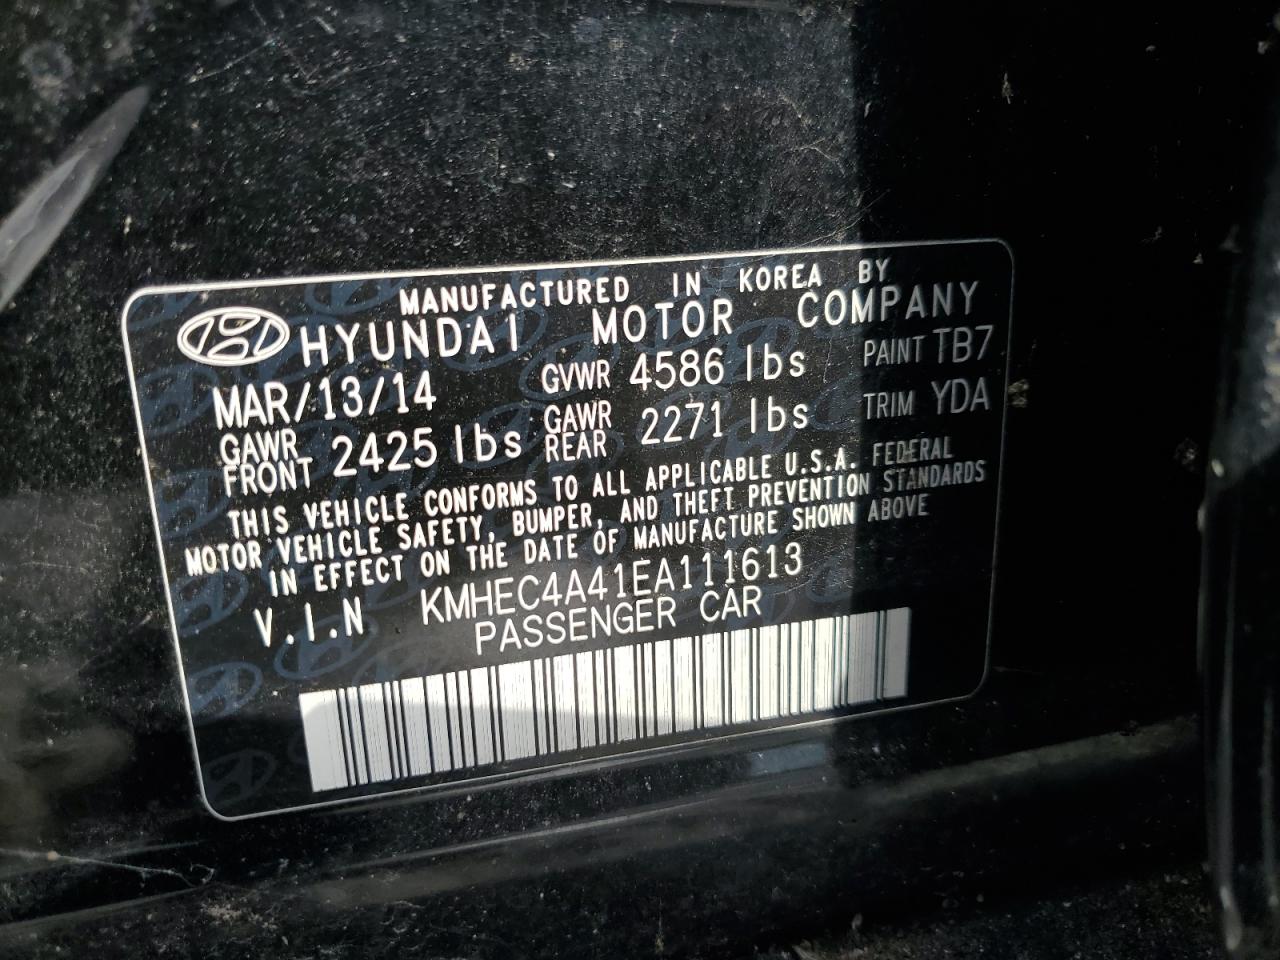 MANUFACTURED IN KOREA BY
HYUNDAI MOTOR COMPANY
MAR/13/14 GVWR 4586 lbs PAINT TB7
GAWR FRONT 2425 lbs GAWR REAR 2271 lbs TRIM YDA
THIS VEHICLE CONFORMS TO ALL APPLICABLE U.S.A. FEDERAL
MOTOR VEHICLE SAFETY, BUMPER, AND THEFT PREVENTION STANDARDS
IN EFFECT ON THE DATE OF MANUFACTURE SHOWN ABOVE
V.I.N KMHEC4A41EA111613
PASSENGER CAR